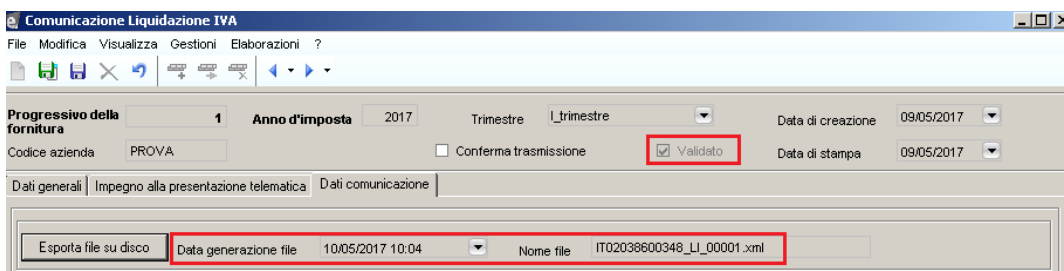 Comunicazione Liquidazione IVA
File Modifica Visualizza Gestioni Elaborazioni ?
Progressivo della fornitura 1 Anno d'imposta 2017 Trimestre I_trimestre Data di creazione 09/05/2017
Codice azienda PROVA Conferma trasmissione Validato Data di stampa 09/05/2017
Dati generali Impegno alla presentazione telematica Dati comunicazione
Esporta file su disco Data generazione file 10/05/2017 10:04 Nome file IT02038600348_LI_00001.xml